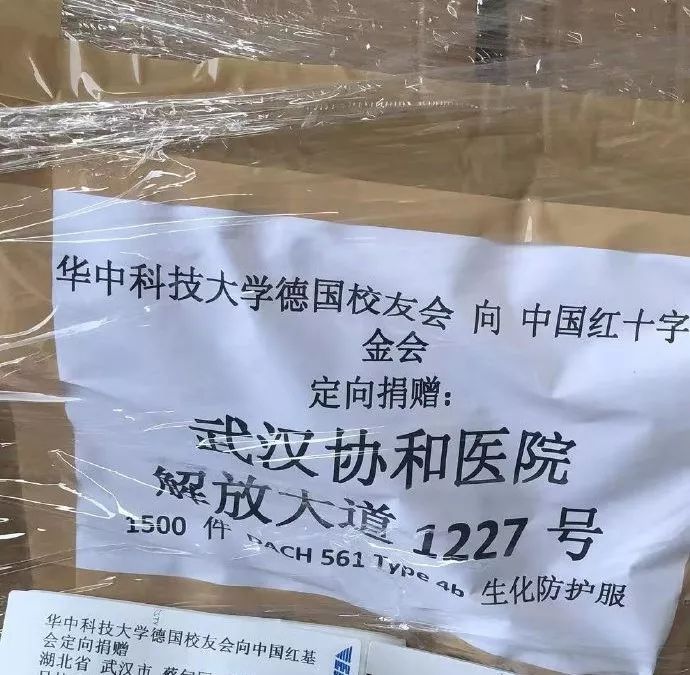 华中科技大学德国校友会 向 中国红十字
金会
定向捐赠：
武汉协和医院
解放大道 1227 号
1500 件 DACH 561 Type 4b 生化防护服
华中科技大学德国校友会向中国红基
会定向捐赠
湖北省 武汉市